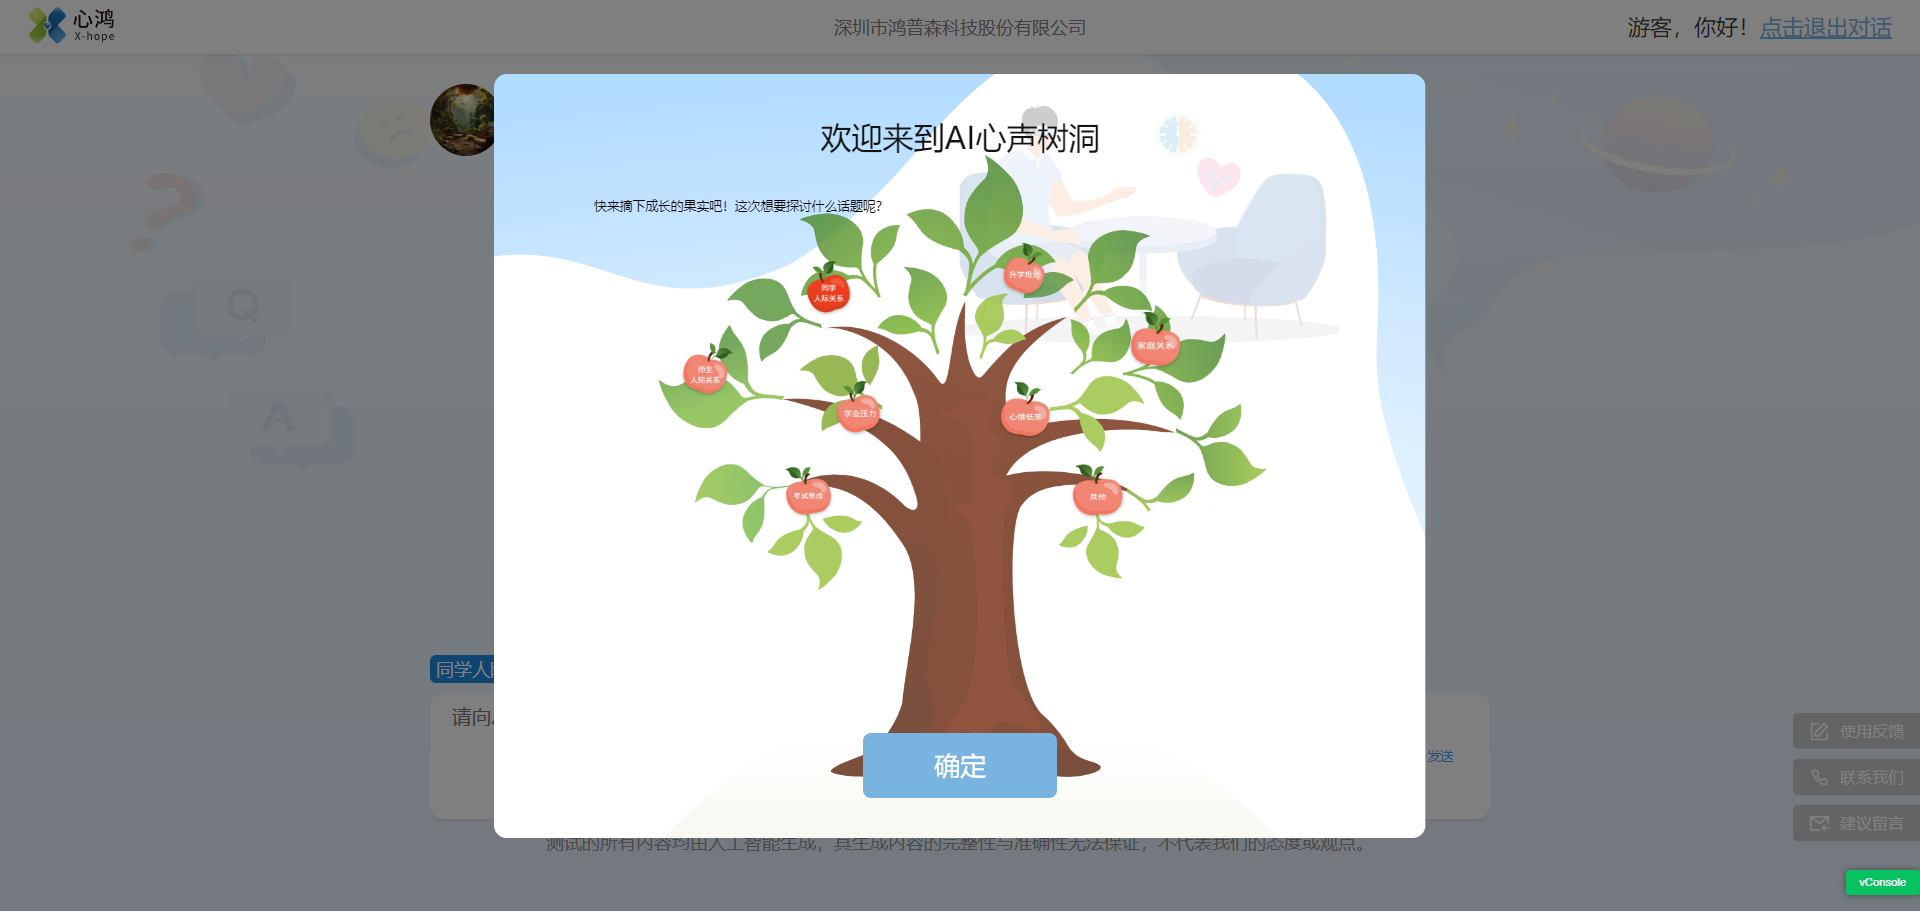 心鸿
X-hope
深圳市鸿普森科技股份有限公司
游客，你好！点击退出对话
欢迎来到AI心声树洞
快来摘下成长的果实吧！这次想要探讨什么话题呢？
升学规划
同学
人际关系
家庭关系
师生
人际关系
学业压力
心情低落
考试焦虑
其他
Q
A
同学人
请向
发送
确定
使用反馈
联系我们
建议留言
测试的所有内容均由人工智能生成，其生成内容的完整性与准确性无法保证，不代表我们的态度或观点。
vConsole